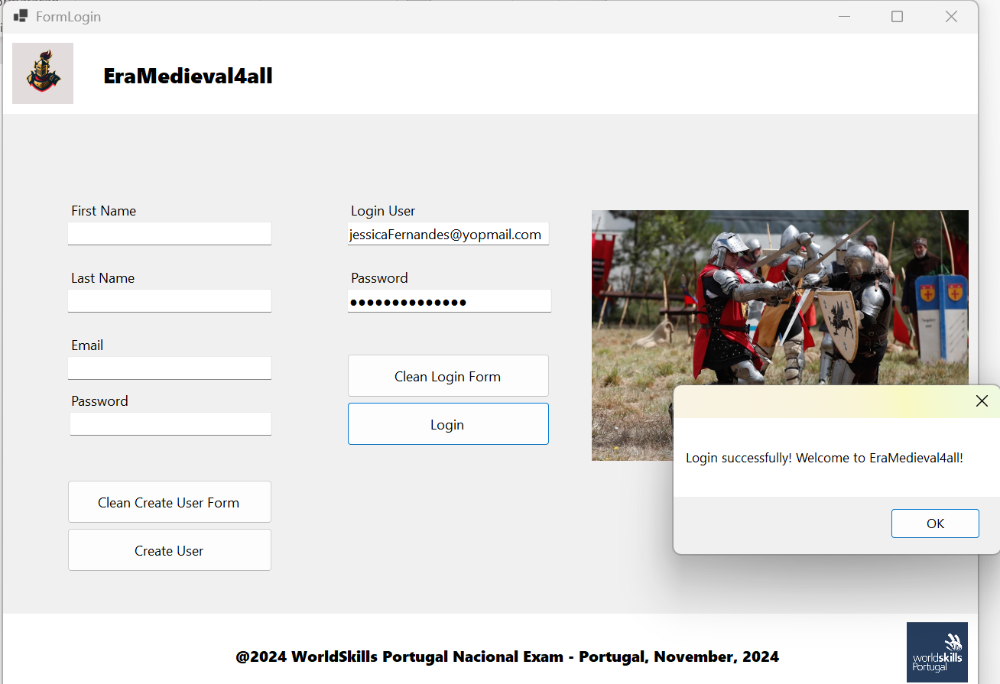 FormLogin
EraMedieval4all
First Name
Last Name
Email
Password
Clean Create User Form
Create User
Login User
jessicaFernandes@yopmail.com
Password
●●●●●●●●●●●●●●
Clean Login Form
Login
Login successfully! Welcome to EraMedieval4all!
OK
@2024 WorldSkills Portugal Nacional Exam - Portugal, November, 2024
worldskills
Portugal